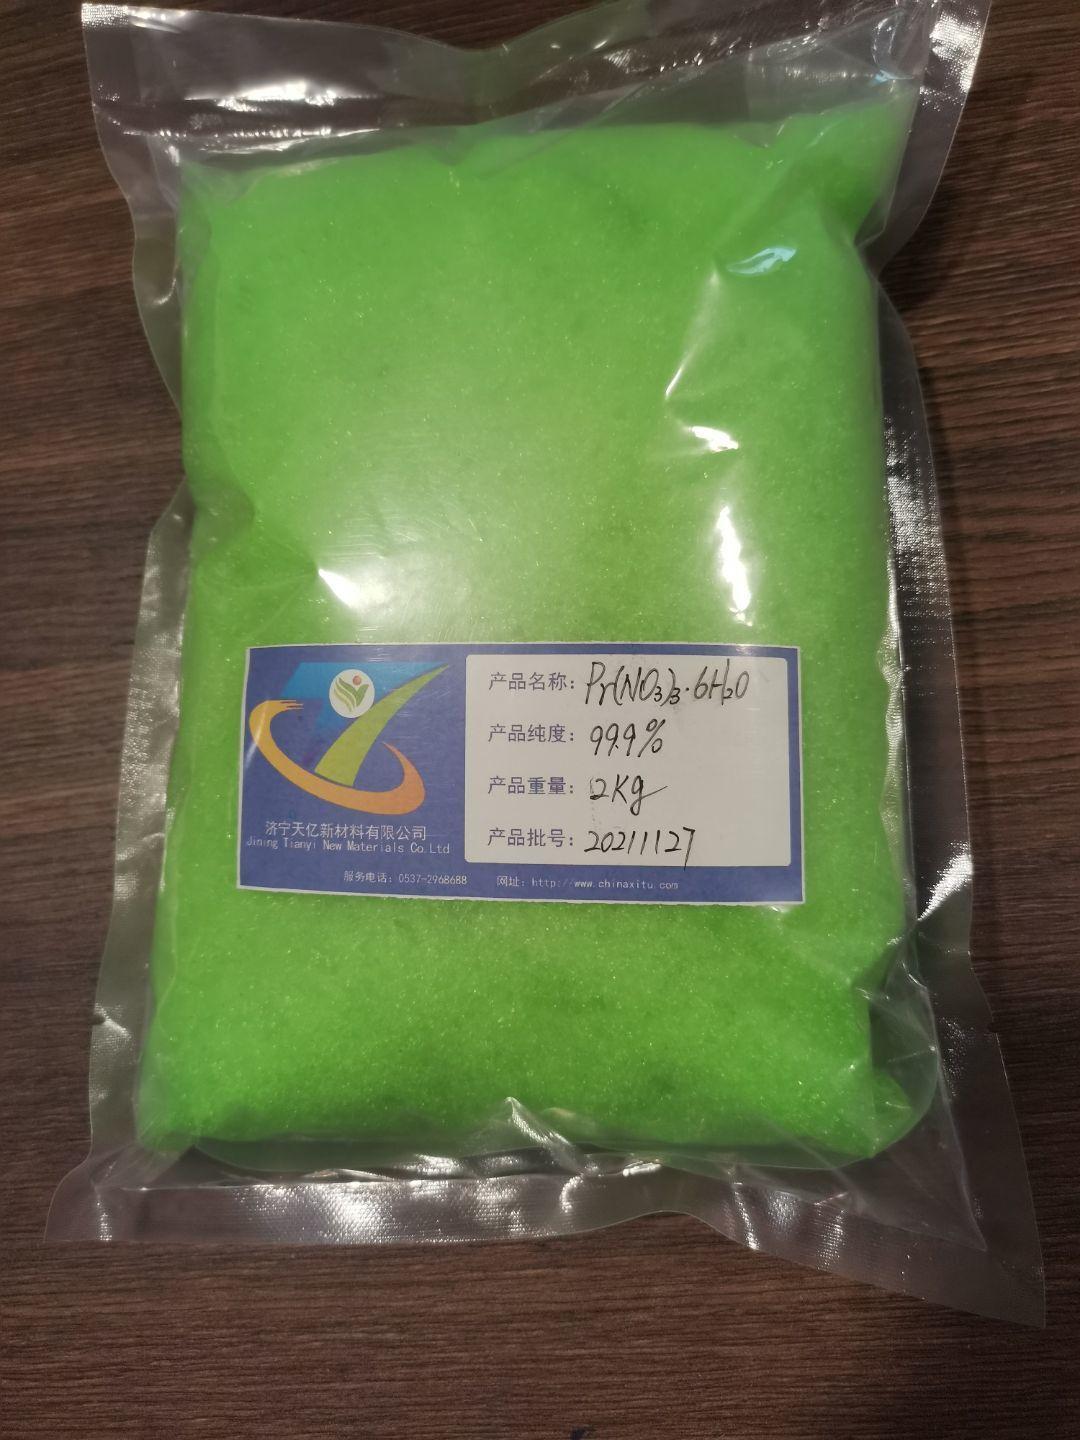 产品名称：Pr(NO₃)₃·6H₂O
产品纯度：99.9%
产品重量：2Kg
产品批号：20211127
济宁天亿新材料有限公司
Jining Tianyi New Materials Co.Ltd
服务电话：0537-2968688 网址：http://www.chinaxitu.com